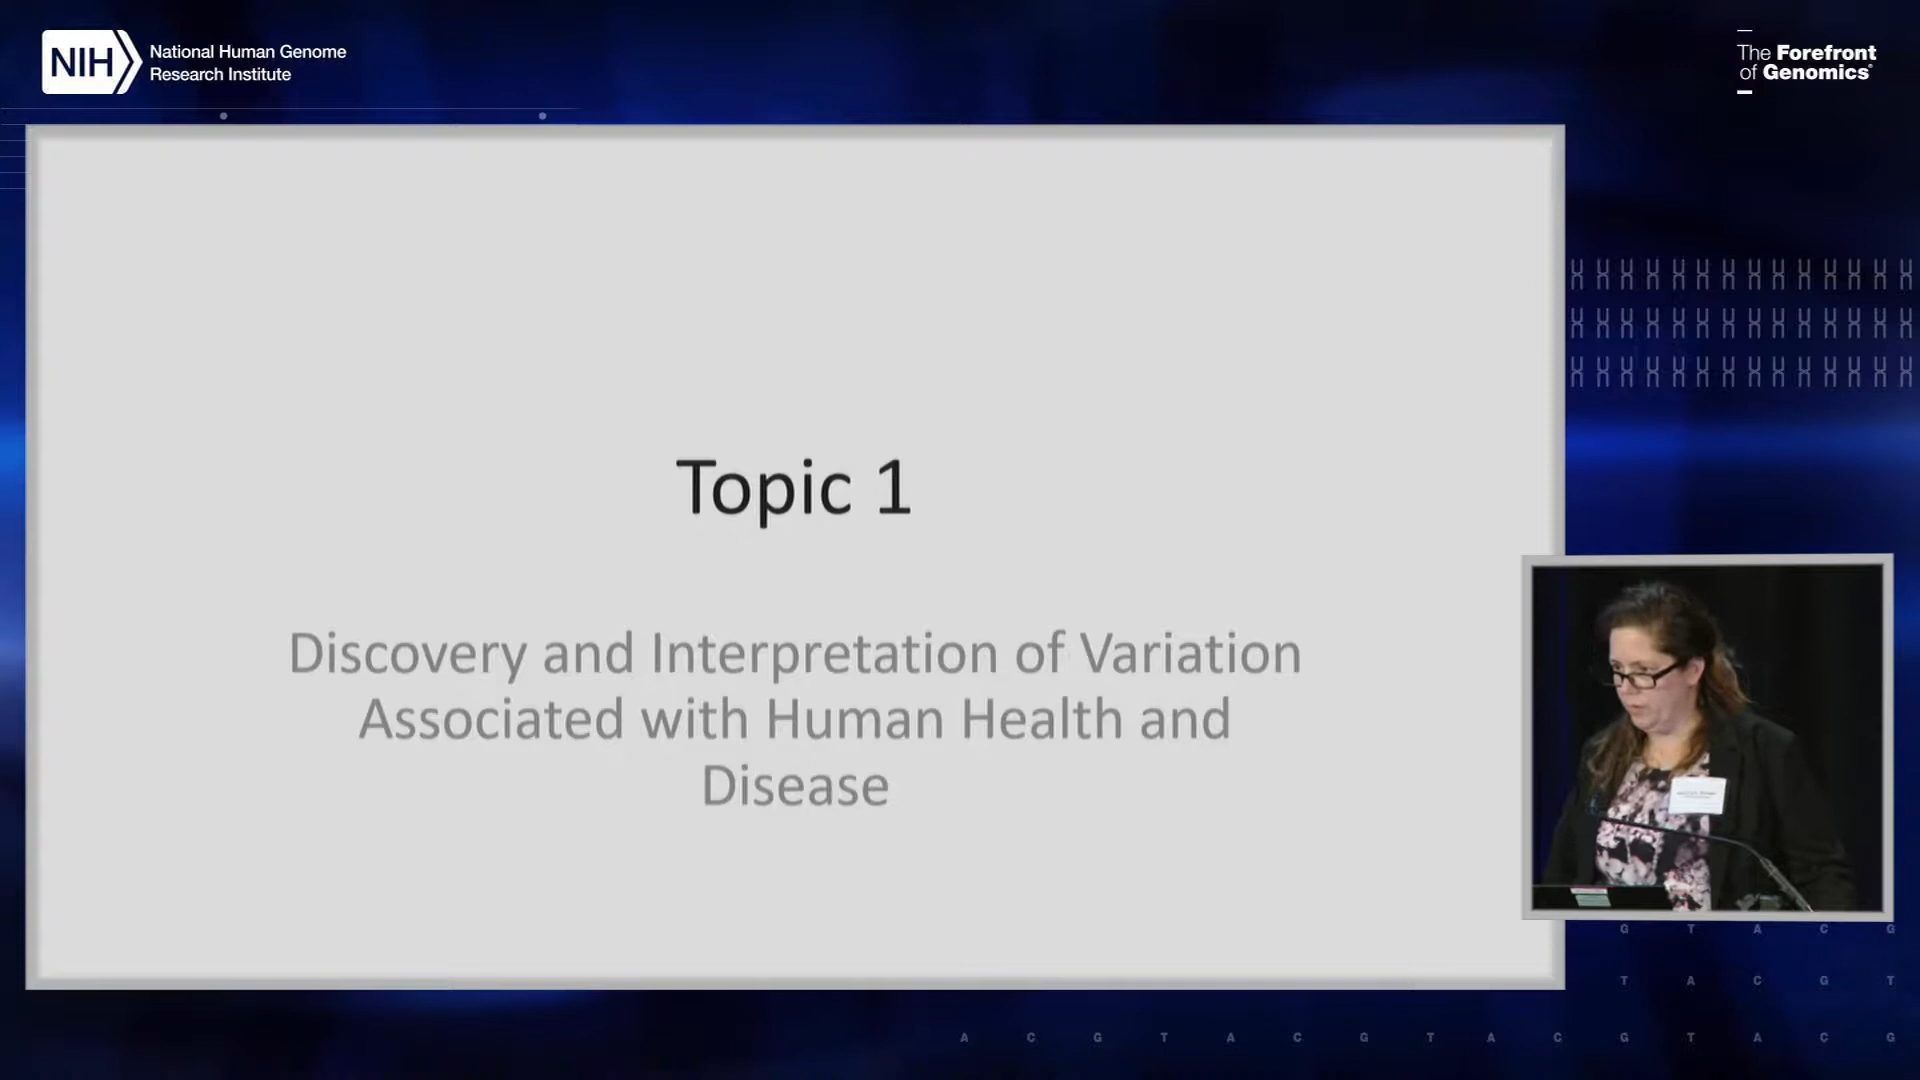 NIH
National Human Genome
Research Institute
The Forefront
of Genomics®
Topic 1
Discovery and Interpretation of Variation
Associated with Human Health and
Disease
G T A C G
T A C G T
A C G T A C G T A C G T A C G